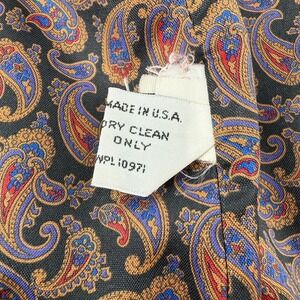 MADE IN U.S.A.
DRY CLEAN
ONLY
WPL 10971